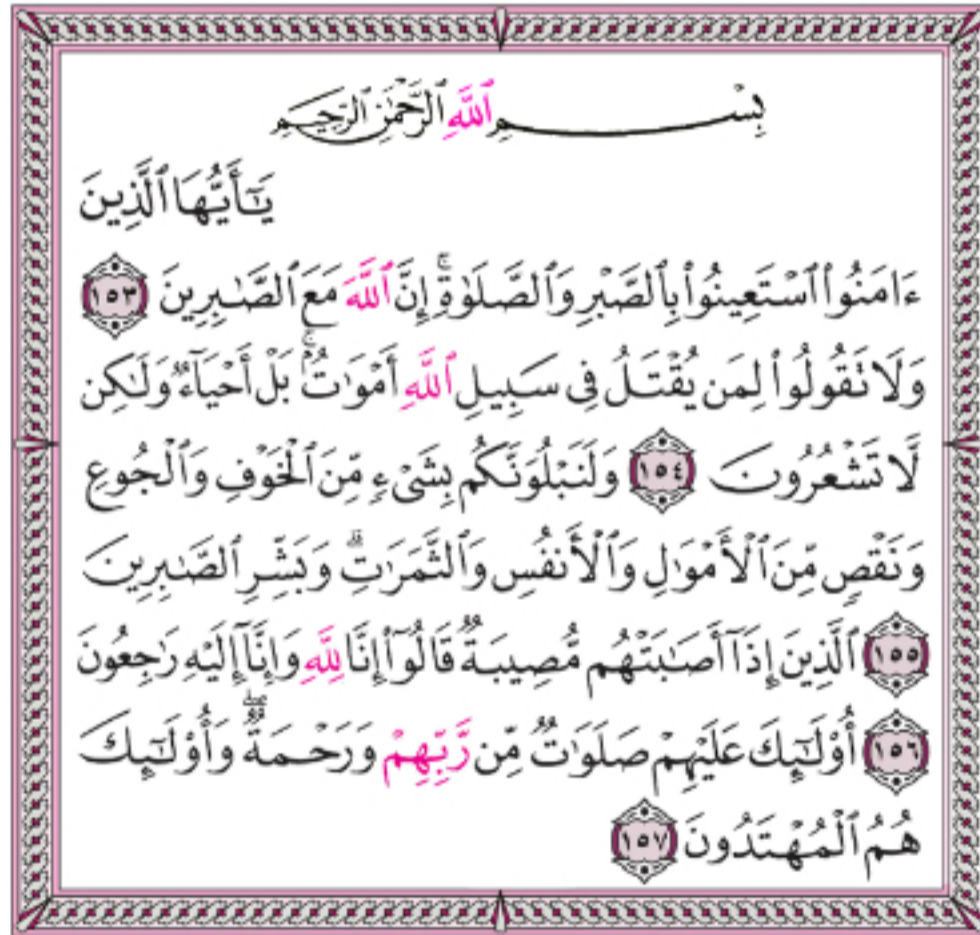 بِسْمِ ٱللَّهِ ٱلرَّحْمَٰنِ ٱلرَّحِيمِ
يَـٰٓأَيُّهَا ٱلَّذِينَ
ءَامَنُوا۟ ٱسْتَعِينُوا۟ بِٱلصَّبْرِ وَٱلصَّلَوٰةِ ۚ إِنَّ ٱللَّهَ مَعَ ٱلصَّـٰبِرِينَ ١٥٣
وَلَا تَقُولُوا۟ لِمَن يُقْتَلُ فِى سَبِيلِ ٱللَّهِ أَمْوَٰتٌۢ ۚ بَلْ أَحْيَآءٌ وَلَـٰكِن
لَّا تَشْعُرُونَ ١٥٤ وَلَنَبْلُوَنَّكُم بِشَىْءٍ مِّنَ ٱلْخَوْفِ وَٱلْجُوعِ
وَنَقْصٍ مِّنَ ٱلْأَمْوَٰلِ وَٱلْأَنفُسِ وَٱلثَّمَرَٰتِ ۗ وَبَشِّرِ ٱلصَّـٰبِرِينَ
١٥٥ ٱلَّذِينَ إِذَآ أَصَـٰبَتْهُم مُّصِيبَةٌ قَالُوٓا۟ إِنَّا لِلَّهِ وَإِنَّآ إِلَيْهِ رَٰجِعُونَ
١٥٦ أُو۟لَـٰٓئِكَ عَلَيْهِمْ صَلَوَٰتٌ مِّن رَّبِّهِمْ وَرَحْمَةٌ ۖ وَأُو۟لَـٰٓئِكَ
هُمُ ٱلْمُهْتَدُونَ ١٥٧